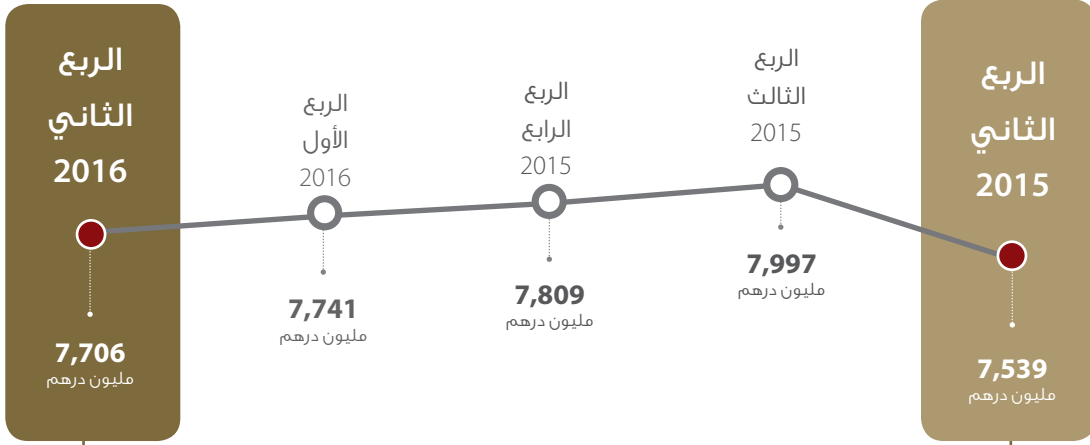 الربع
الثاني
2015
7,539
مليون درهم
الربع
الثالث
2015
7,997
مليون درهم
الربع
الرابع
2015
7,809
مليون درهم
الربع
الأول
2016
7,741
مليون درهم
الربع
الثاني
2016
7,706
مليون درهم